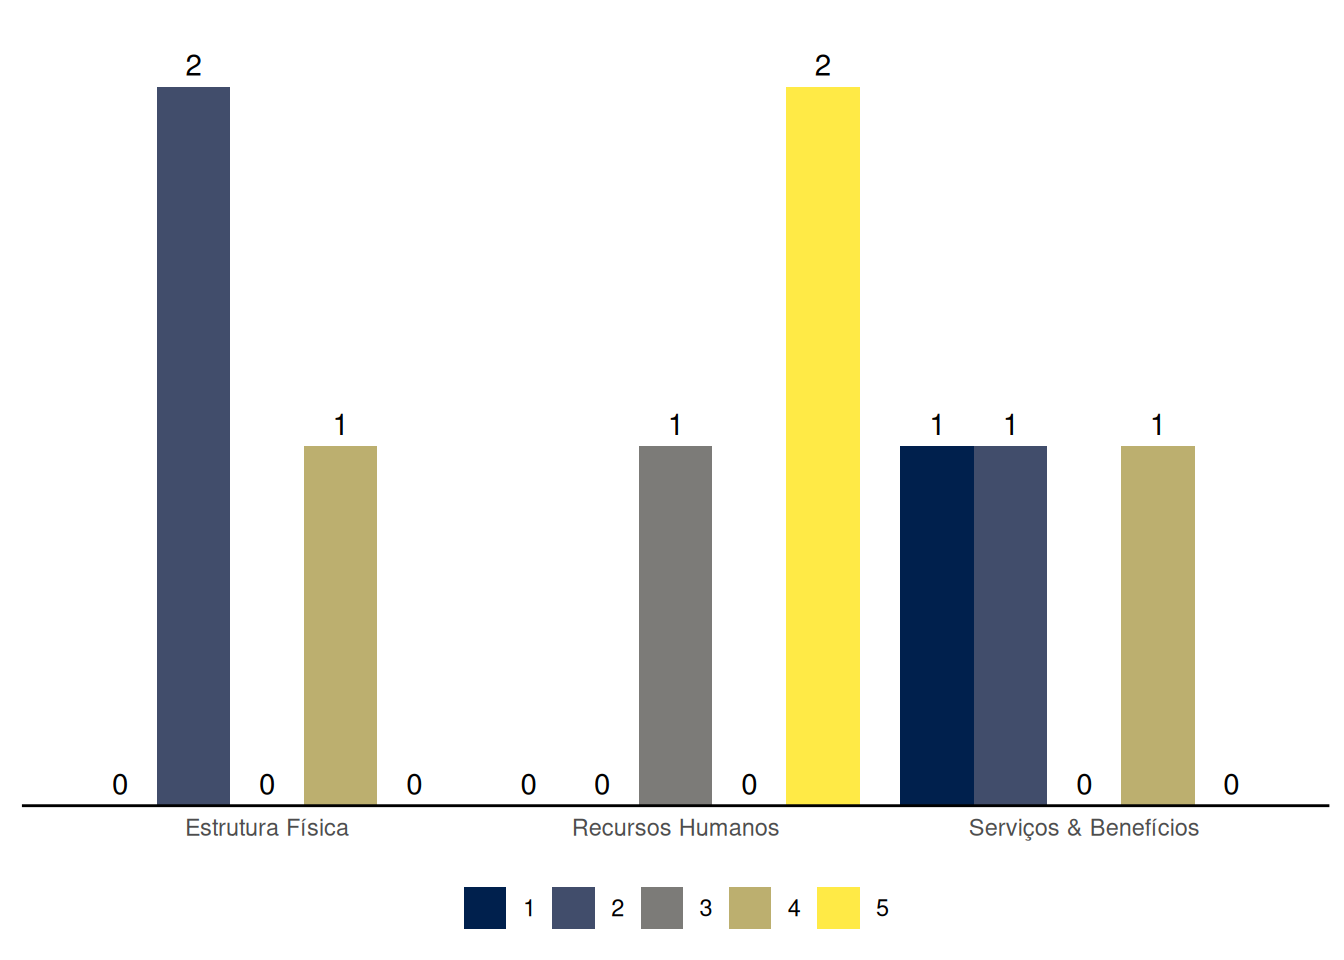 2 2
1 1 1 1 1
0 0 0 0 0 0 0 0
Estrutura Física Recursos Humanos Serviços & Benefícios
1 2 3 4 5